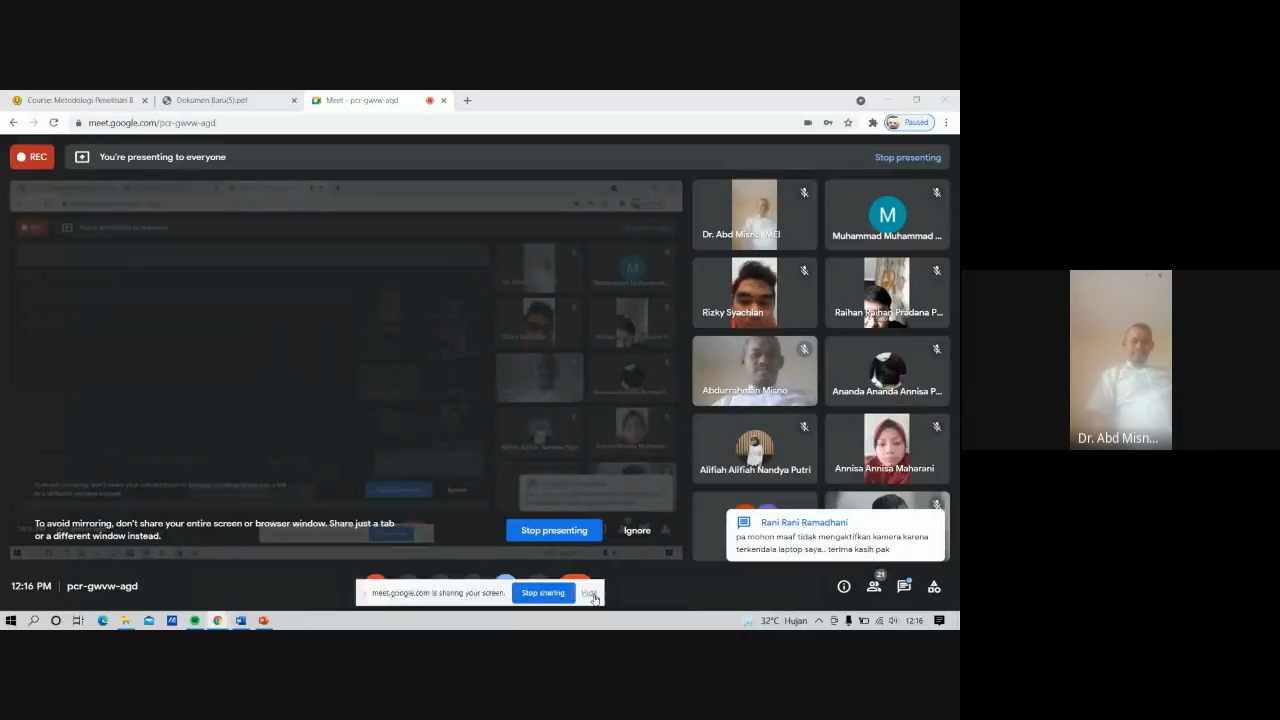 Course: Metodologi Penelitian B
Dokumen Baru(5).pdf
Meet - pcr-gwvw-agd
meet.google.com/pcr-gwvw-agd
Paused
REC
You're presenting to everyone
Stop presenting
Dr. Abd Misno, MEI
Muhammad Muhammad ...
M
Rizky Syachlan
Raihan Raihan Pradana P...
Abdurrahman Misno
Ananda Ananda Annisa P...
Alifiah Alifiah Nandya Putri
Annisa Annisa Maharani
Rani Rani Ramadhani
pa mohon maaf tidak mengaktifkan kamera karena
terkendala laptop saya.. terima kasih pak
To avoid mirroring, don't share your entire screen or browser window. Share just a tab
or a different window instead.
Stop presenting
Ignore
12:16 PM
pcr-gwvw-agd
meet.google.com is sharing your screen.
Stop sharing
Hide
21
32°C Hujan
12:16
Dr. Abd Misn...